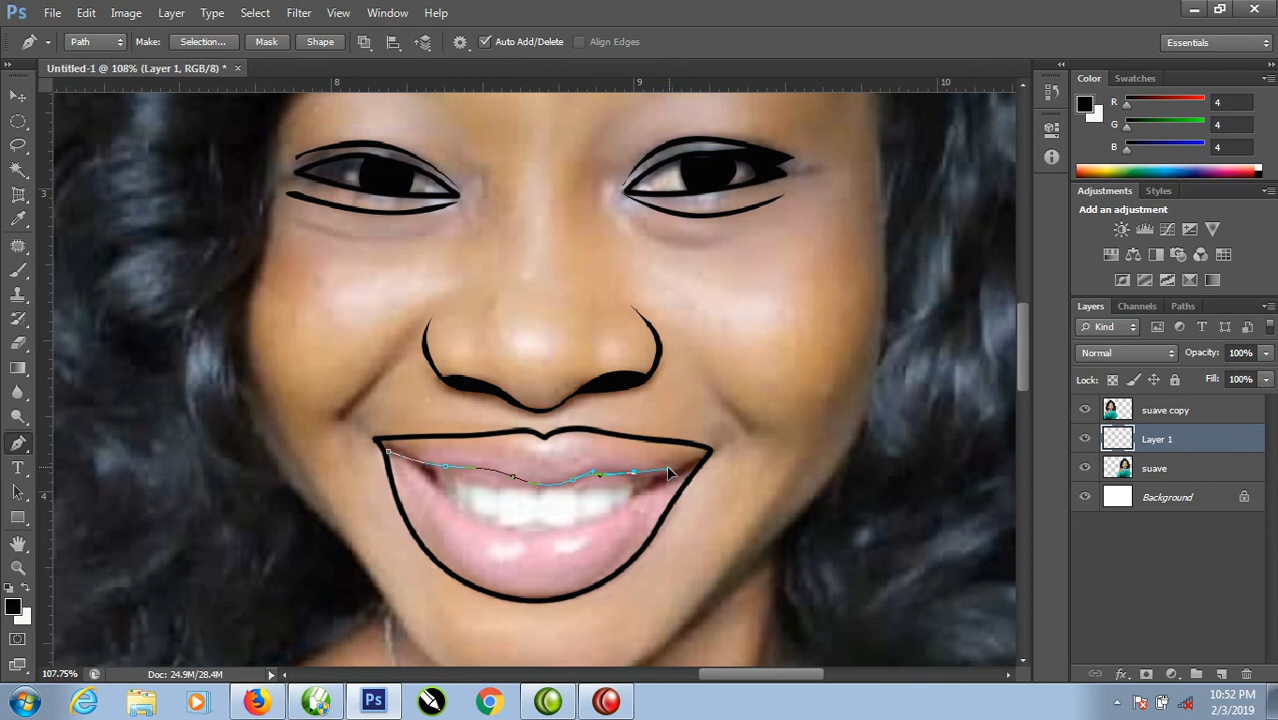 Ps File Edit Image Layer Type Select Filter View Window Help
Path Make: Selection... Mask Shape Auto Add/Delete Align Edges Essentials
Untitled-1 @ 108% (Layer 1, RGB/8) * ×
8 9 10
3
4
Color Swatches
R 4
G 4
B 4
Adjustments Styles
Add an adjustment
Layers Channels Paths
Kind
Normal Opacity: 100%
Lock: Fill: 100%
suave copy
Layer 1
suave
Background
107.75% Doc: 24.9M/28.4M
Ps
10:52 PM
2/3/2019